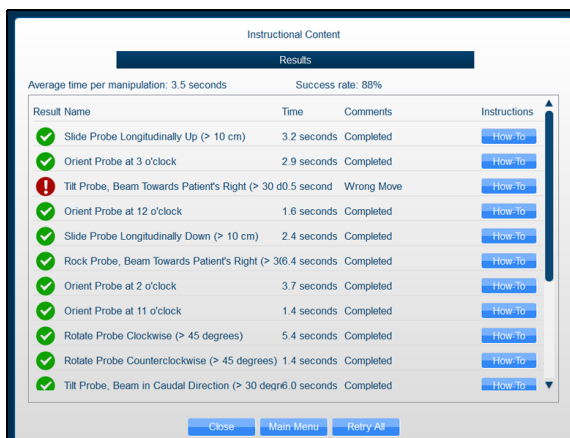 Instructional Content
Results
Average time per manipulation: 3.5 seconds Success rate: 88%
Result Name Time Comments Instructions
Slide Probe Longitudinally Up (> 10 cm) 3.2 seconds Completed How-To
Orient Probe at 3 o'clock 2.9 seconds Completed How-To
Tilt Probe, Beam Towards Patient's Right (> 30 d0.5 second Wrong Move How-To
Orient Probe at 12 o'clock 1.6 seconds Completed How-To
Slide Probe Longitudinally Down (> 10 cm) 2.4 seconds Completed How-To
Rock Probe, Beam Towards Patient's Right (> 306.4 seconds Completed How-To
Orient Probe at 2 o'clock 3.7 seconds Completed How-To
Orient Probe at 11 o'clock 1.4 seconds Completed How-To
Rotate Probe Clockwise (> 45 degrees) 5.4 seconds Completed How-To
Rotate Probe Counterclockwise (> 45 degrees) 1.4 seconds Completed How-To
Tilt Probe, Beam in Caudal Direction (> 30 degr6.0 seconds Completed How-To
Close Main Menu Retry All